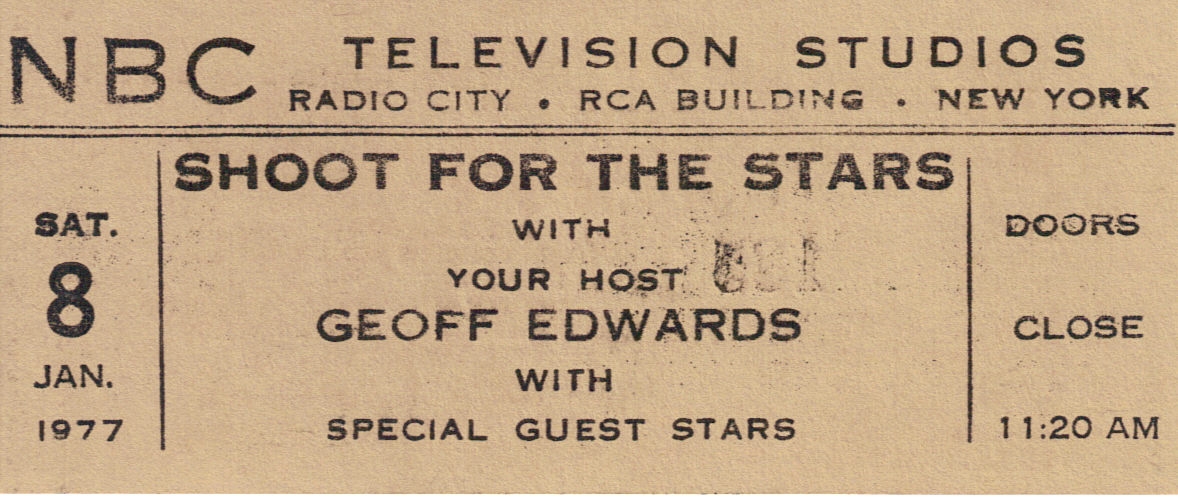 NBC TELEVISION STUDIOS
RADIO CITY • RCA BUILDING • NEW YORK
SHOOT FOR THE STARS
WITH
YOUR HOST
GEOFF EDWARDS
WITH
SPECIAL GUEST STARS
SAT.
8
JAN.
1977
DOORS
CLOSE
11:20 AM